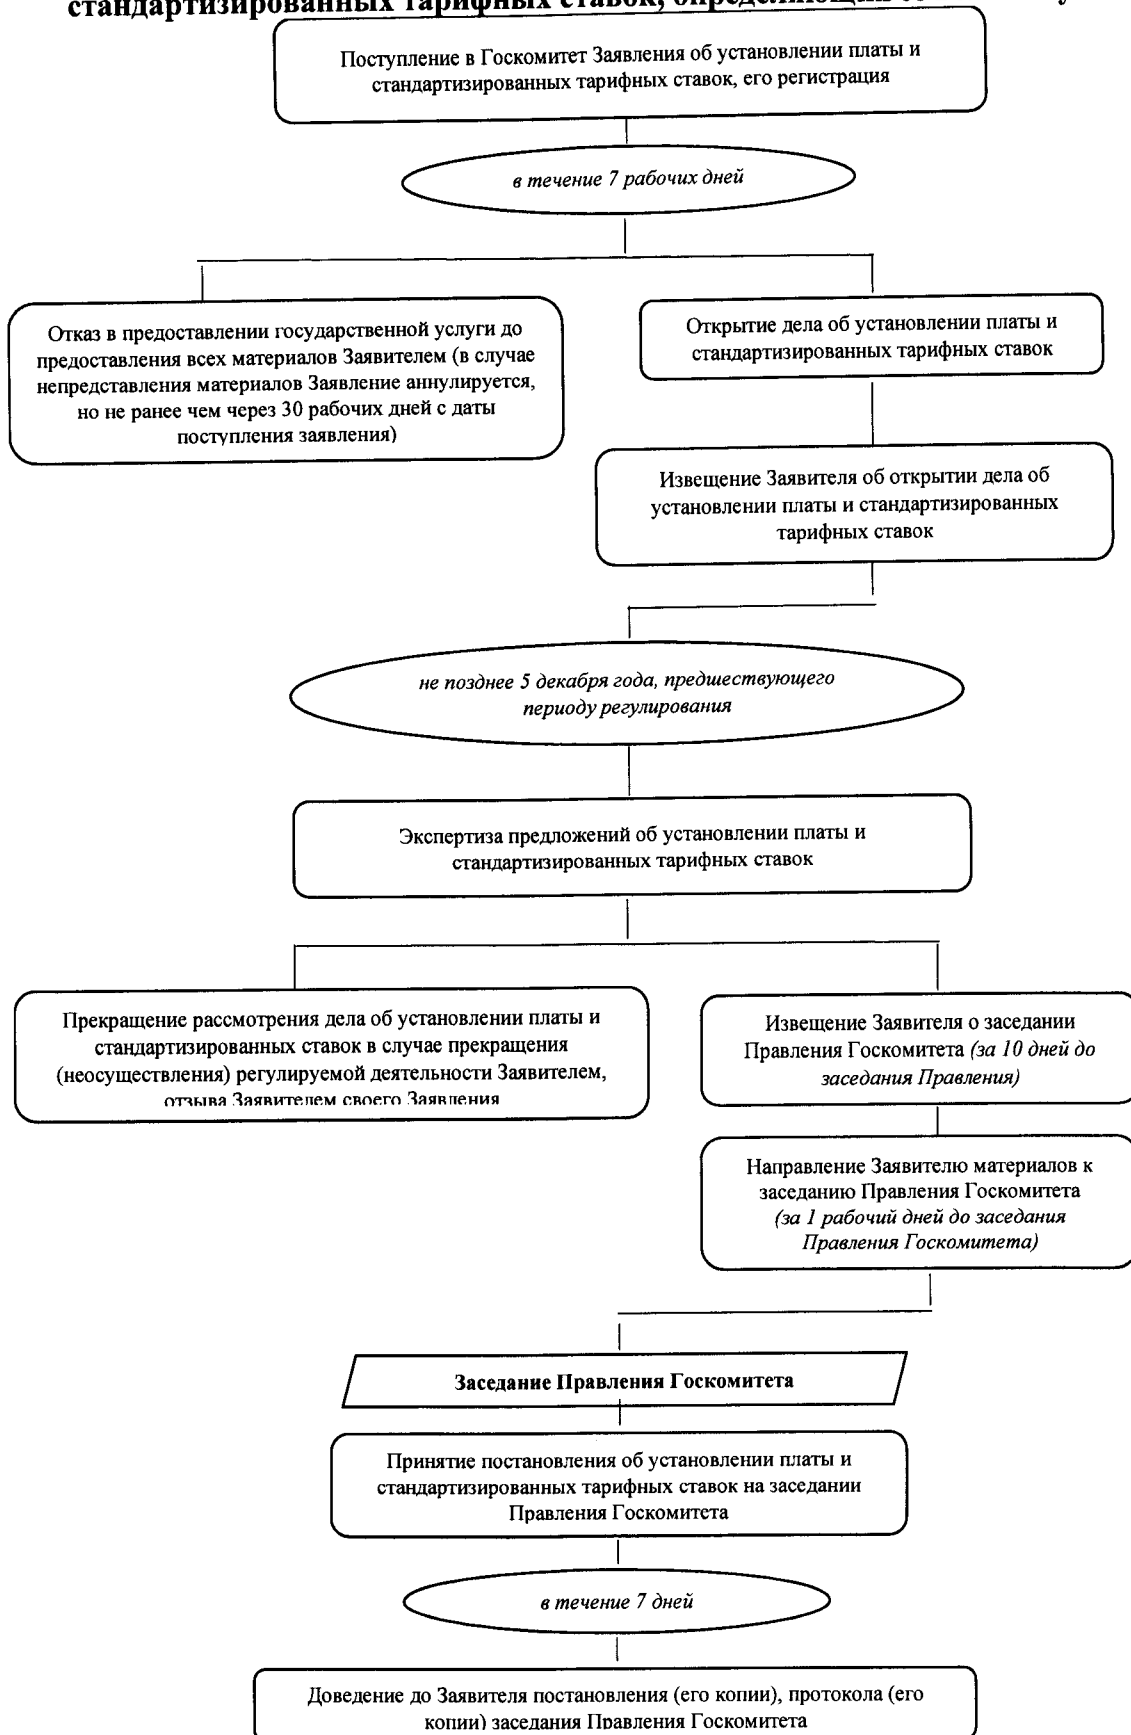 стандартизированных тарифных ставок, определяющих
Поступление в Госкомитет Заявления об установлении платы и
стандартизированных тарифных ставок, его регистрация
в течение 7 рабочих дней
Отказ в предоставлении государственной услуги до
предоставления всех материалов Заявителем (в случае
непредставления материалов Заявление аннулируется,
но не ранее чем через 30 рабочих дней с даты
поступления заявления)
Открытие дела об установлении платы и
стандартизированных тарифных ставок
Извещение Заявителя об открытии дела об
установлении платы и стандартизированных
тарифных ставок
не позднее 5 декабря года, предшествующего
периоду регулирования
Экспертиза предложений об установлении платы и
стандартизированных тарифных ставок
Прекращение рассмотрения дела об установлении платы и
стандартизированных ставок в случае прекращения
(неосуществления) регулируемой деятельности Заявителем,
отзыва Заявителем своего Заявления
Извещение Заявителя о заседании
Правления Госкомитета (за 10 дней до
заседания Правления)
Направление Заявителю материалов к
заседанию Правления Госкомитета
(за 1 рабочий дней до заседания
Правления Госкомитета)
Заседание Правления Госкомитета
Принятие постановления об установлении платы и
стандартизированных тарифных ставок на заседании
Правления Госкомитета
в течение 7 дней
Доведение до Заявителя постановления (его копии), протокола (его
копии) заседания Правления Госкомитета